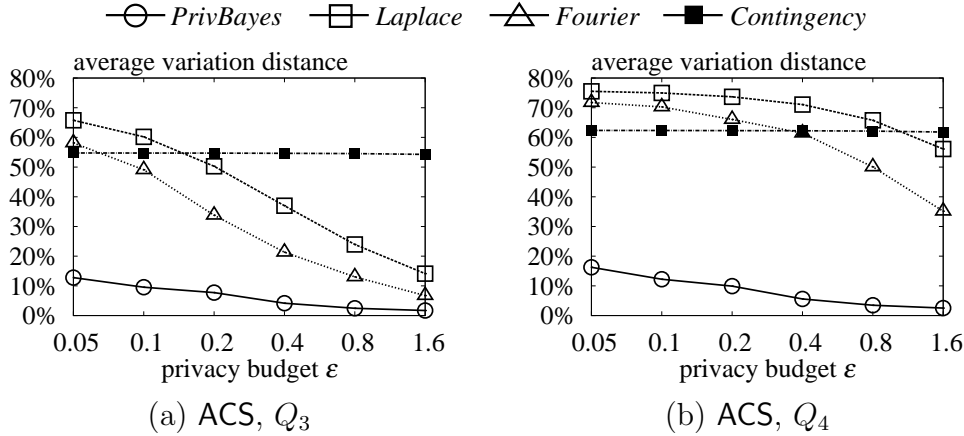 PrivBayes Laplace Fourier Contingency
average variation distance
80%
70%
60%
50%
40%
30%
20%
10%
0%
0.05 0.1 0.2 0.4 0.8 1.6
privacy budget ε
(a) ACS, Q3
average variation distance
80%
70%
60%
50%
40%
30%
20%
10%
0%
0.05 0.1 0.2 0.4 0.8 1.6
privacy budget ε
(b) ACS, Q4